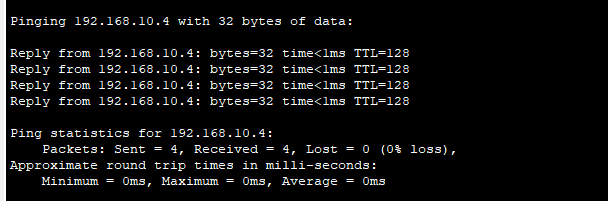 Pinging 192.168.10.4 with 32 bytes of data:
Reply from 192.168.10.4: bytes=32 time<1ms TTL=128
Reply from 192.168.10.4: bytes=32 time<1ms TTL=128
Reply from 192.168.10.4: bytes=32 time<1ms TTL=128
Reply from 192.168.10.4: bytes=32 time<1ms TTL=128
Ping statistics for 192.168.10.4:
Packets: Sent = 4, Received = 4, Lost = 0 (0% loss),
Approximate round trip times in milli-seconds:
Minimum = 0ms, Maximum = 0ms, Average = 0ms